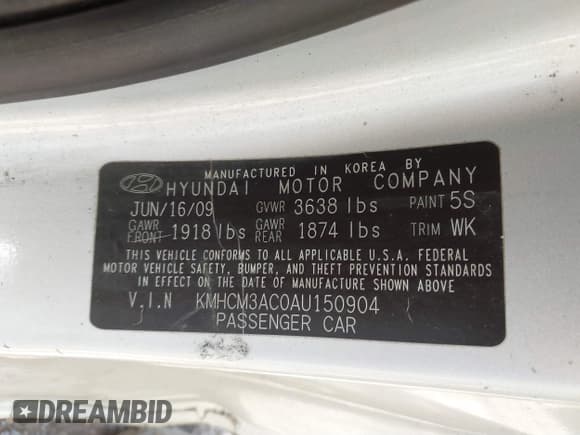 MANUFACTURED IN KOREA BY
HYUNDAI MOTOR COMPANY
JUN/16/09 GVWR 3638 lbs PAINT 5S
GAWR FRONT 1918 lbs GAWR REAR 1874 lbs TRIM WK
THIS VEHICLE CONFORMS TO ALL APPLICABLE U.S.A. FEDERAL
MOTOR VEHICLE SAFETY, BUMPER, AND THEFT PREVENTION STANDARDS
IN EFFECT ON THE DATE OF MANUFACTURE SHOWN ABOVE
V.I.N KMHCM3AC0AU150904
PASSENGER CAR
DREAMBID